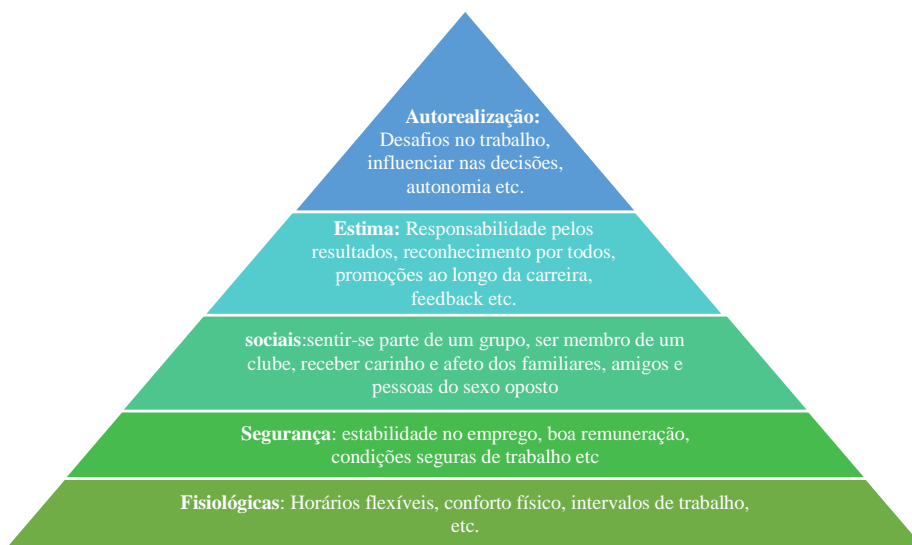 Autorealização:
Desafios no trabalho,
influenciar nas decisões,
autonomia etc.
Estima: Responsabilidade pelos
resultados, reconhecimento por todos,
promoções ao longo da carreira,
feedback etc.
sociais:sentir-se parte de um grupo, ser membro de um
clube, receber carinho e afeto dos familiares, amigos e
pessoas do sexo oposto
Segurança: estabilidade no emprego, boa remuneração,
condições seguras de trabalho etc
Fisiológicas: Horários flexíveis, conforto físico, intervalos de trabalho,
etc.